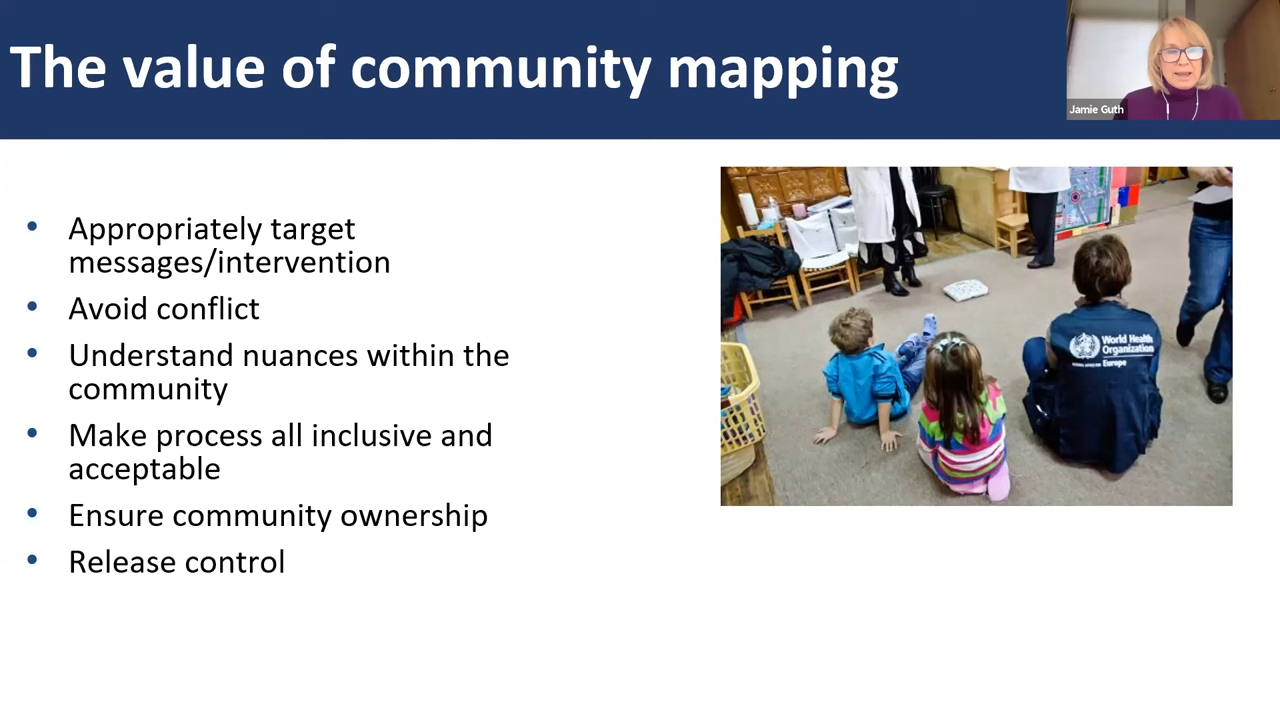 The value of community mapping
Jamie Guth
• Appropriately target
messages/intervention
• Avoid conflict
• Understand nuances within the
community
• Make process all inclusive and
acceptable
• Ensure community ownership
• Release control
World Health
Organization
Europe